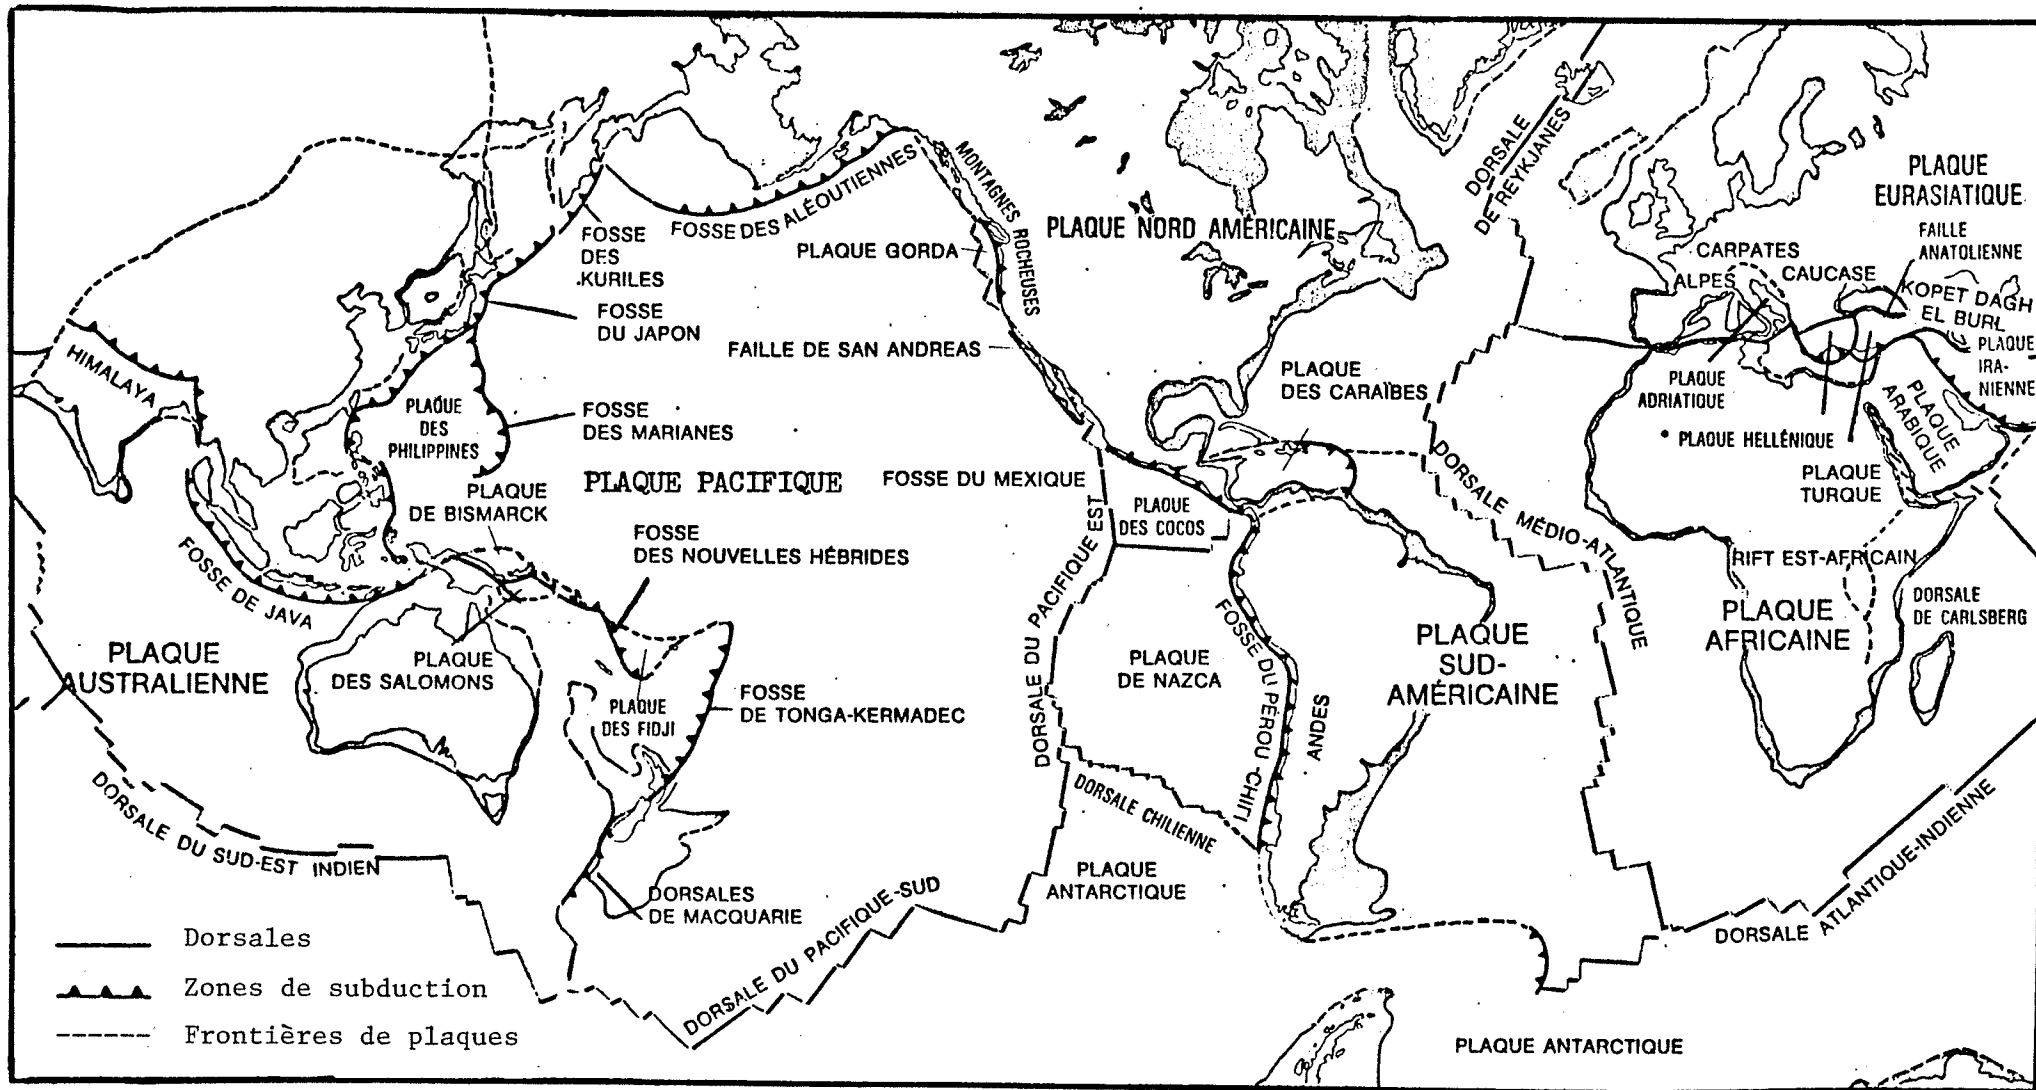 MONTAGNES ROCHEUSES
DORSALE
DE REYKJANES
PLAQUE
EURASIATIQUE
FOSSE DES ALÉOUTIENNES
PLAQUE NORD AMÉRICAINE
FOSSE
DES
KURILES
PLAQUE GORDA
CARPATES
ALPES
CAUCASE
FAILLE
ANATOLIENNE
KOPET DAGH
EL BURL
FOSSE
DU JAPON
FAILLE DE SAN ANDREAS
PLAQUE
IRA-
NIENNE
HIMALAYA
PLAQUE
DES CARAÏBES
PLAQUE
ADRIATIQUE
PLAQUE
ARABIQUE
PLAQUE
DES
PHILIPPINES
FOSSE
DES MARIANES
PLAQUE HELLÉNIQUE
PLAQUE
TURQUE
PLAQUE PACIFIQUE
FOSSE DU MEXIQUE
PLAQUE
DE BISMARCK
PLAQUE
DES COCOS
DORSALE MÉDIO-ATLANTIQUE
FOSSE
DES NOUVELLES HÉBRIDES
RIFT EST-AFRICAIN
FOSSE DE JAVA
DORSALE DU PACIFIQUE EST
FOSSE DU PÉROU-CHILI
PLAQUE
AFRICAINE
DORSALE
DE CARLSBERG
PLAQUE
AUSTRALIENNE
PLAQUE
DES SALOMONS
PLAQUE
DE NAZCA
PLAQUE
SUD-
AMÉRICAINE
PLAQUE
DES FIDJI
FOSSE
DE TONGA-KERMADEC
ANDES
DORSALE DU SUD-EST INDIEN
DORSALE CHILIENNE
DORSALES
DE MACQUARIE
PLAQUE
ANTARCTIQUE
DORSALE DU PACIFIQUE-SUD
DORSALE ATLANTIQUE-INDIENNE
Dorsales
Zones de subduction
Frontières de plaques
PLAQUE ANTARCTIQUE